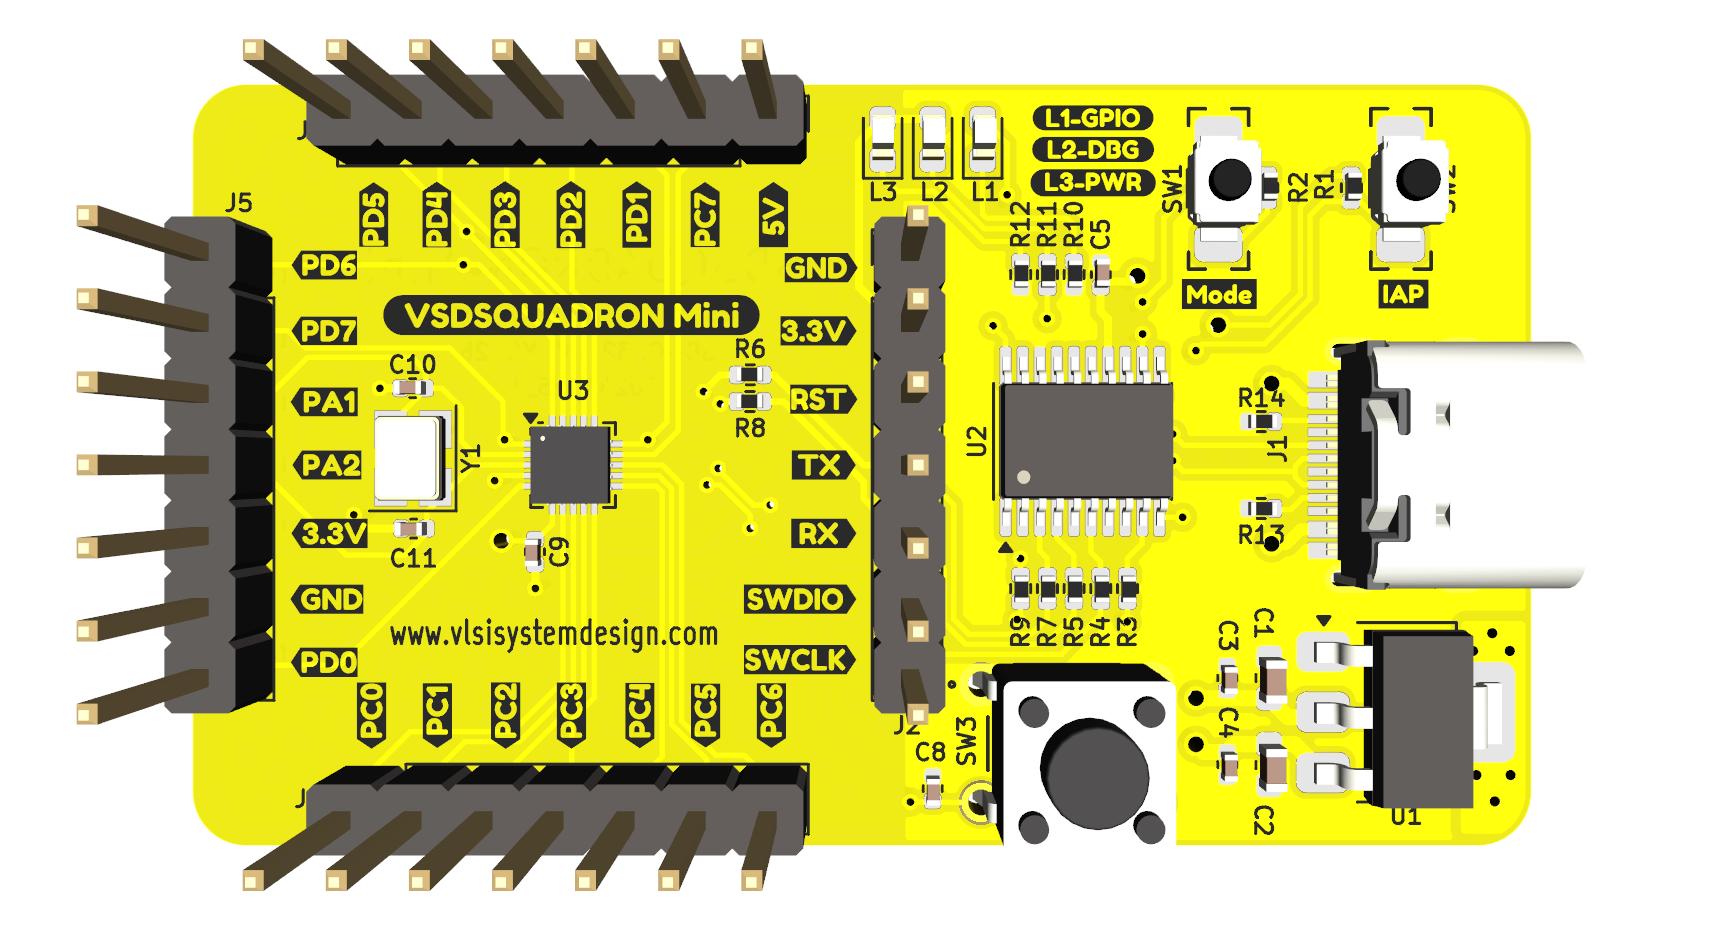 L1-GPIO
L2-DBG
L3-PWR
L3 L2 L1
SW1
R2
R1
SW2
Mode
IAP
J5
PD5 PD4 PD3 PD2 PD1 PC7 5V
PD6
PD7
PA1
PA2
3.3V
GND
PD0
VSDSQUADRON Mini
GND
3.3V
RST
TX
RX
SWDIO
SWCLK
R12 R11 R10 C5
C10
U3
R6
R8
Y1
C11
C9
www.vlsisystemdesign.com
PC0 PC1 PC2 PC3 PC4 PC5 PC6
U2
R14
J1
R13
R9 R7 R5 R4 R3
J2
C8
SW3
C3 C1
C4
C2
U1
J
J